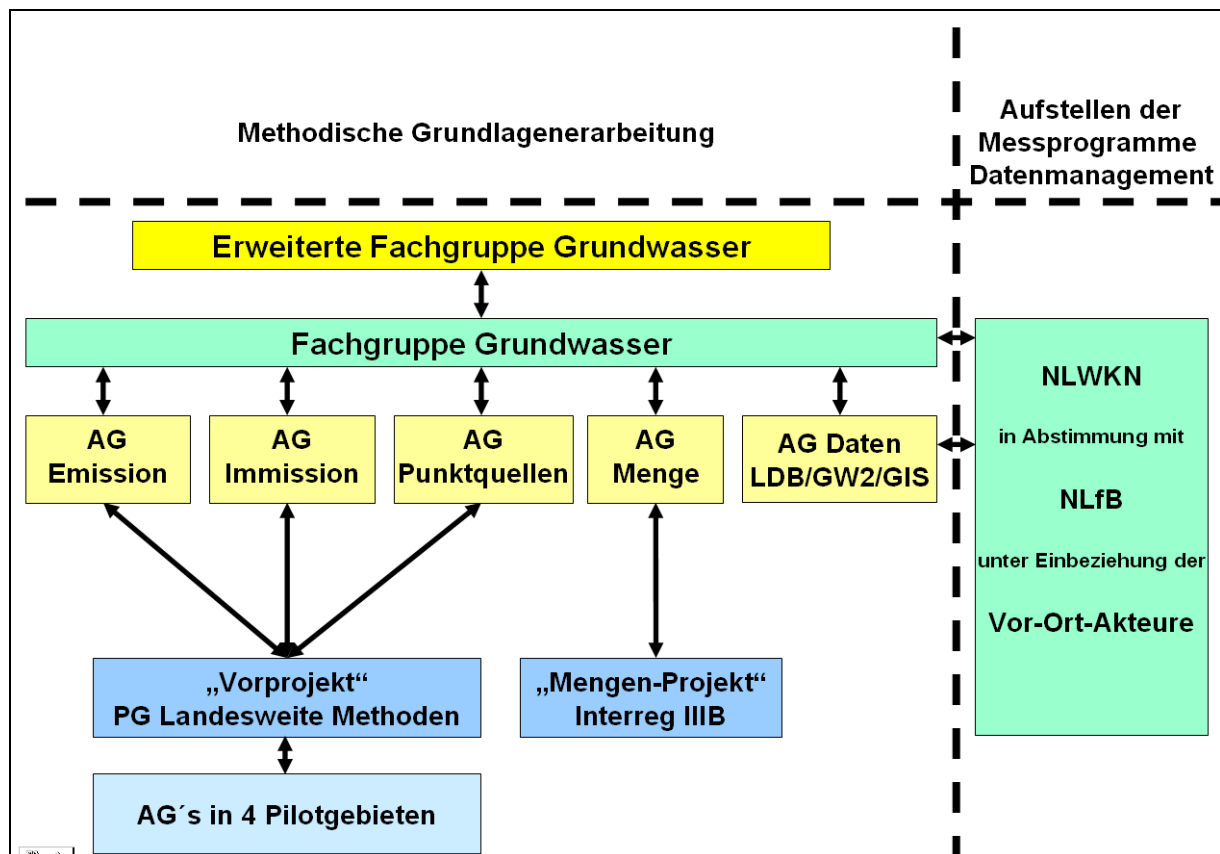 Methodische Grundlagenerarbeitung
Aufstellen der
Messprogramme
Datenmanagement
Erweiterte Fachgruppe Grundwasser
Fachgruppe Grundwasser
AG
Emission
AG
Immission
AG
Punktquellen
AG
Menge
AG Daten
LDB/GW2/GIS
NLWKN
in Abstimmung mit
NLfB
unter Einbeziehung der
Vor-Ort-Akteure
„Vorprojekt“
PG Landesweite Methoden
„Mengen-Projekt“
Interreg IIIB
AG´s in 4 Pilotgebieten